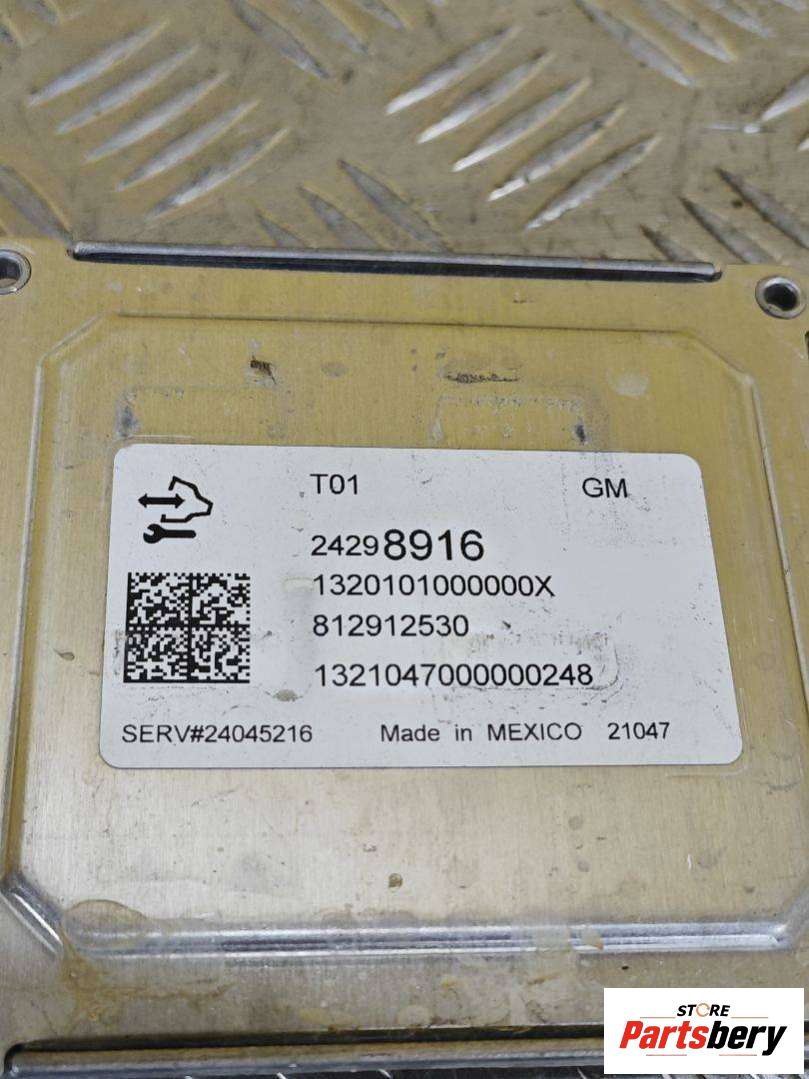 T01 GM
24298916
1320101000000X
812912530
1321047000000248
SERV#24045216 Made in MEXICO 21047
STORE
Partsbery